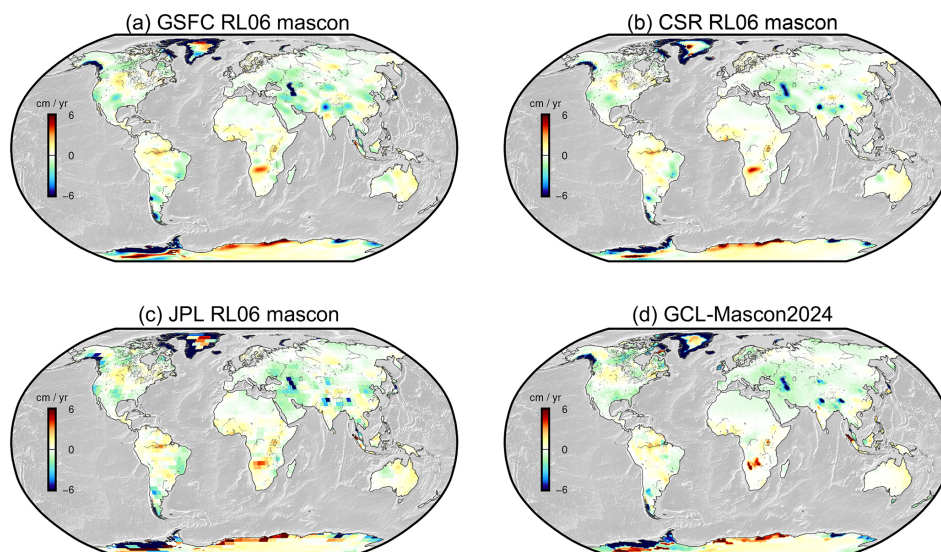 (a) GSFC RL06 mascon
cm / yr
6
0
−6
(b) CSR RL06 mascon
cm / yr
6
0
−6
(c) JPL RL06 mascon
cm / yr
6
0
−6
(d) GCL-Mascon2024
cm / yr
6
0
−6